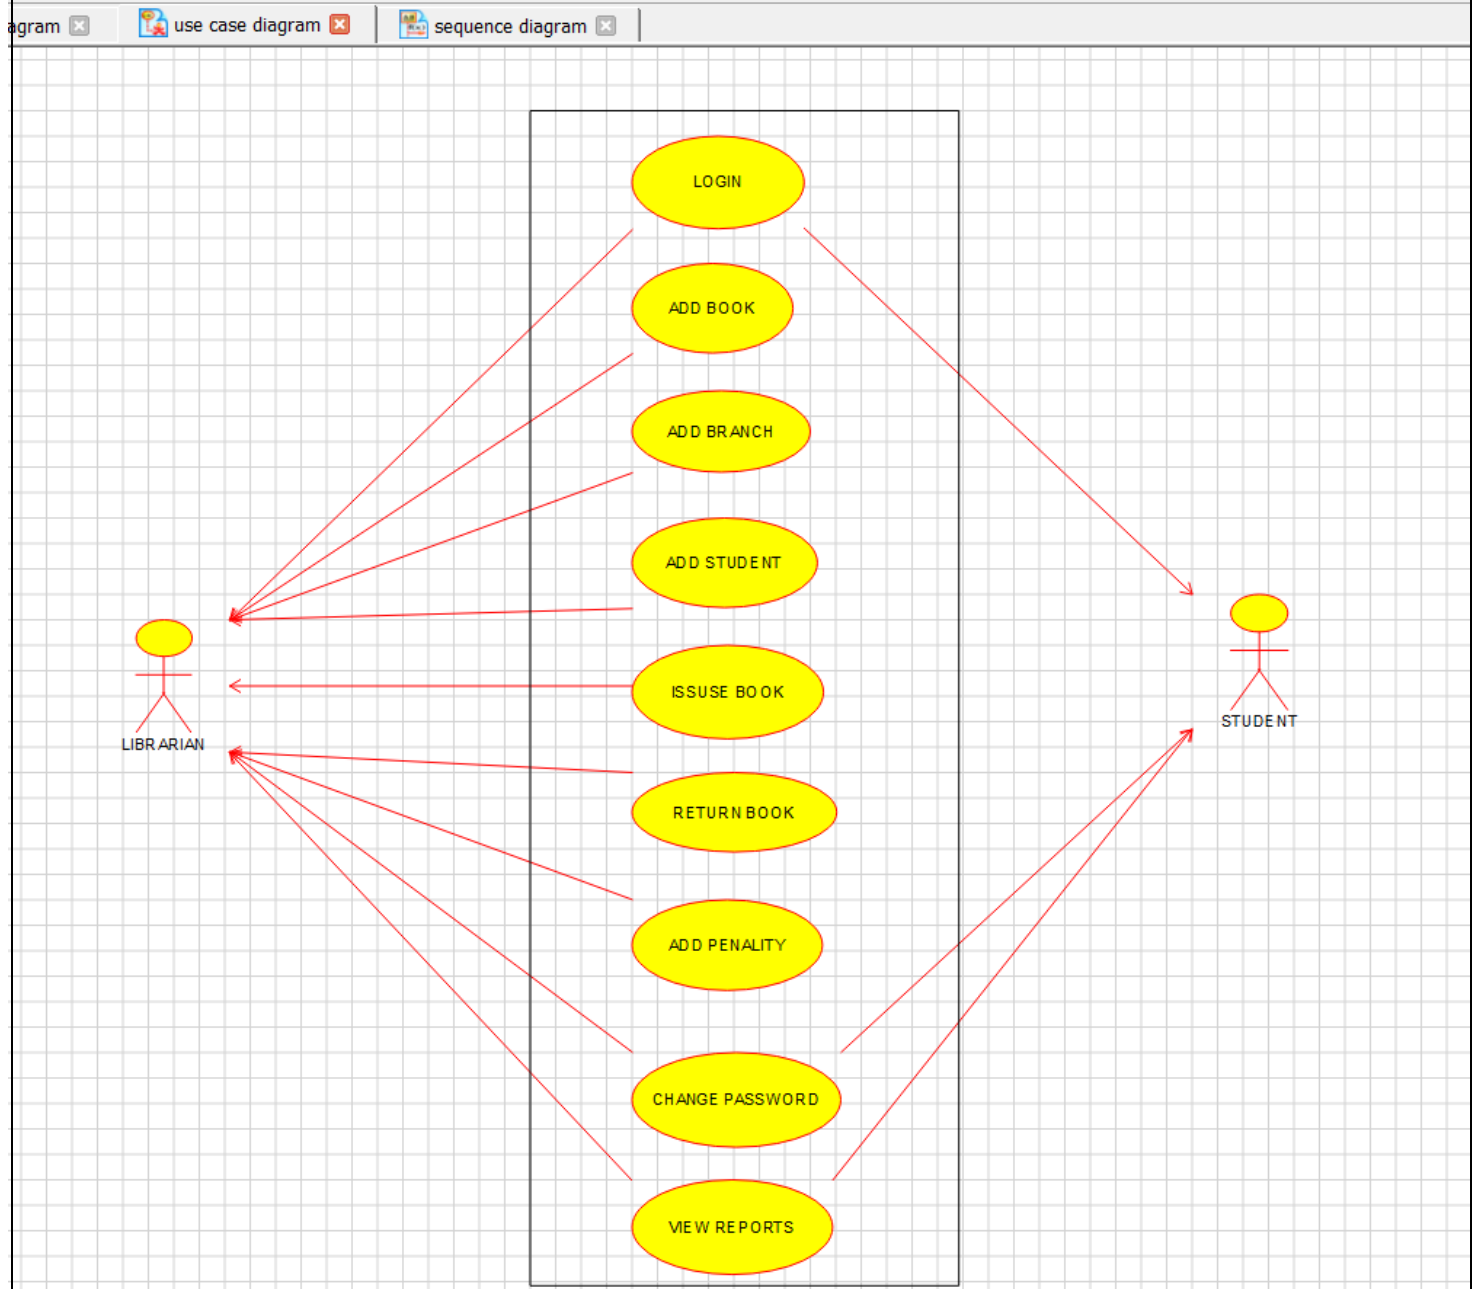 agram
use case diagram
sequence diagram
LOGIN
ADD BOOK
ADD BRANCH
ADD STUDENT
ISSUSE BOOK
LIBRARIAN
STUDENT
RETURN BOOK
ADD PENALITY
CHANGE PASSWORD
VIEW REPORTS